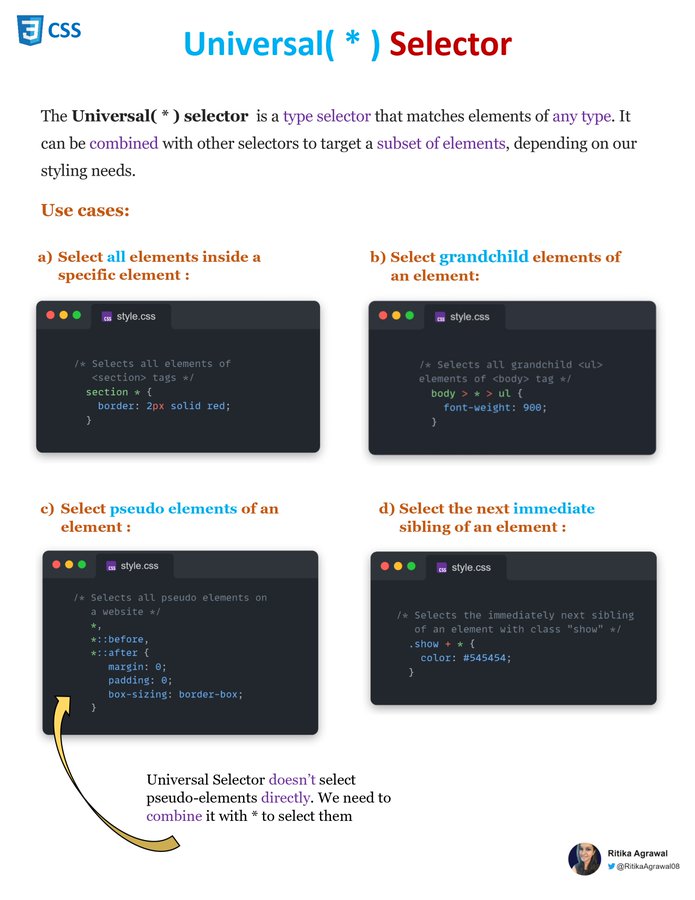 CSS
Universal( * ) Selector
The Universal( * ) selector is a type selector that matches elements of any type. It
can be combined with other selectors to target a subset of elements, depending on our
styling needs.
Use cases:
a) Select all elements inside a
specific element :
style.css
/* Selects all elements of
<section> tags */
section * {
border: 2px solid red;
}
b) Select grandchild elements of
an element:
style.css
/* Selects all grandchild <ul>
elements of <body> tag */
body > * > ul {
font-weight: 900;
}
c) Select pseudo elements of an
element :
style.css
/* Selects all pseudo elements on
a website */
*,
*::before,
*::after {
margin: 0;
padding: 0;
box-sizing: border-box;
}
d) Select the next immediate
sibling of an element :
style.css
/* Selects the immediately next sibling
of an element with class "show" */
.show + * {
color: #545454;
}
Universal Selector doesn't select
pseudo-elements directly. We need to
combine it with * to select them
Ritika Agrawal
@RitikaAgrawal08